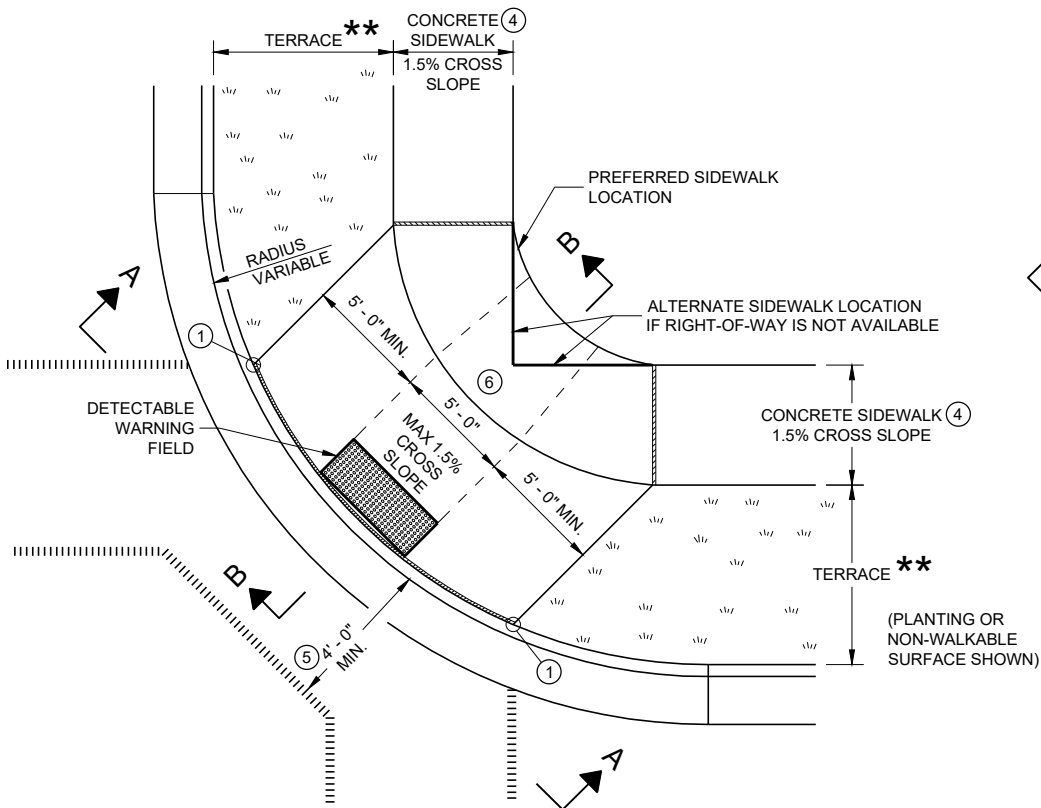 TERRACE **
CONCRETE ④
SIDEWALK
1.5% CROSS
SLOPE
PREFERRED SIDEWALK
LOCATION
B
RADIUS
VARIABLE
A
5' - 0" MIN.
ALTERNATE SIDEWALK LOCATION
IF RIGHT-OF-WAY IS NOT AVAILABLE
①
⑥
DETECTABLE
WARNING
FIELD
5' - 0"
MAX 1.5%
CROSS
SLOPE
CONCRETE SIDEWALK ④
1.5% CROSS SLOPE
5' - 0" MIN.
B
TERRACE **
(PLANTING OR
NON-WALKABLE
SURFACE SHOWN)
⑤ 4' - 0"
MIN.
①
A